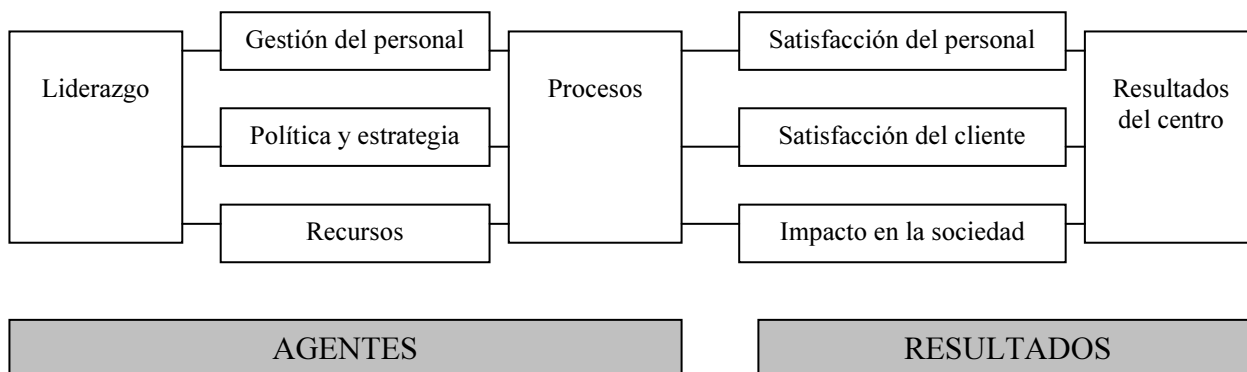 Liderazgo
Gestión del personal
Política y estrategia
Recursos
Procesos
Satisfacción del personal
Satisfacción del cliente
Impacto en la sociedad
Resultados
del centro
AGENTES
RESULTADOS